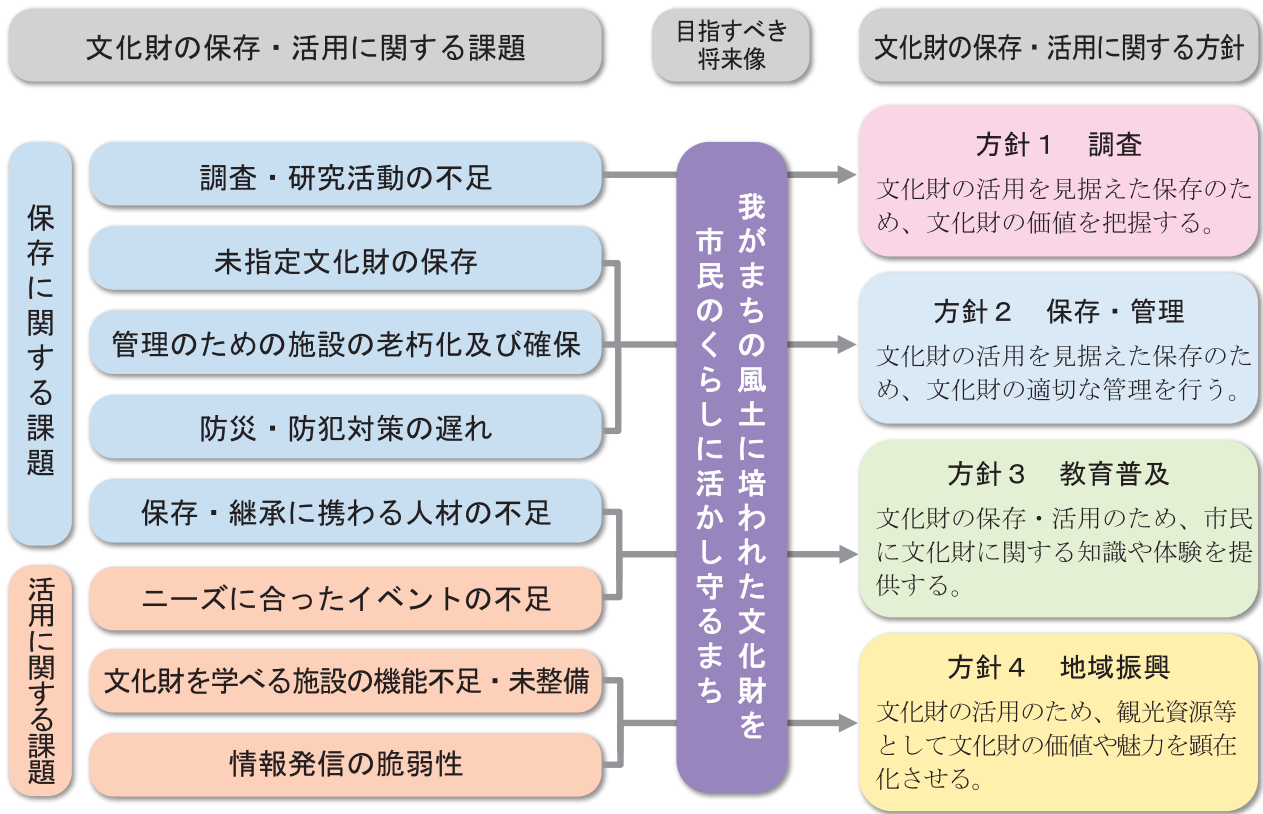 文化財の保存・活用に関する課題
目指すべき
将来像
文化財の保存・活用に関する方針
保存に関する課題
調査・研究活動の不足
未指定文化財の保存
管理のための施設の老朽化及び確保
防災・防犯対策の遅れ
保存・継承に携わる人材の不足
活用に関する課題
ニーズに合ったイベントの不足
文化財を学べる施設の機能不足・未整備
情報発信の脆弱性
我がまちの風土に培われた文化財を
市民のくらしに活かし守るまち
方針1　調査
文化財の活用を見据えた保存のた
め、文化財の価値を把握する。
方針2　保存・管理
文化財の活用を見据えた保存のた
め、文化財の適切な管理を行う。
方針3　教育普及
文化財の保存・活用のため、市民
に文化財に関する知識や体験を提
供する。
方針4　地域振興
文化財の活用のため、観光資源等
として文化財の価値や魅力を顕在
化させる。